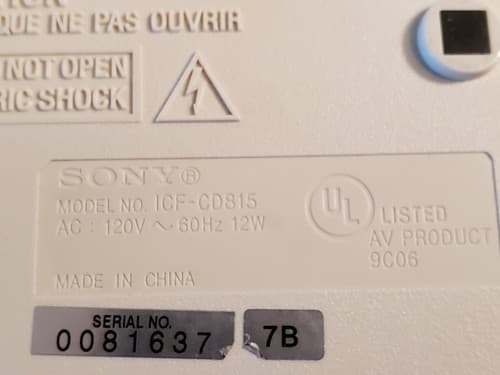 QUE NE PAS OUVRIR
NOT OPEN
SHOCK
SONY®
MODEL NO. ICF-CD815
AC : 120V ~ 60Hz 12W
MADE IN CHINA
UL
LISTED
AV PRODUCT
9C06
SERIAL NO.
0081637
7B